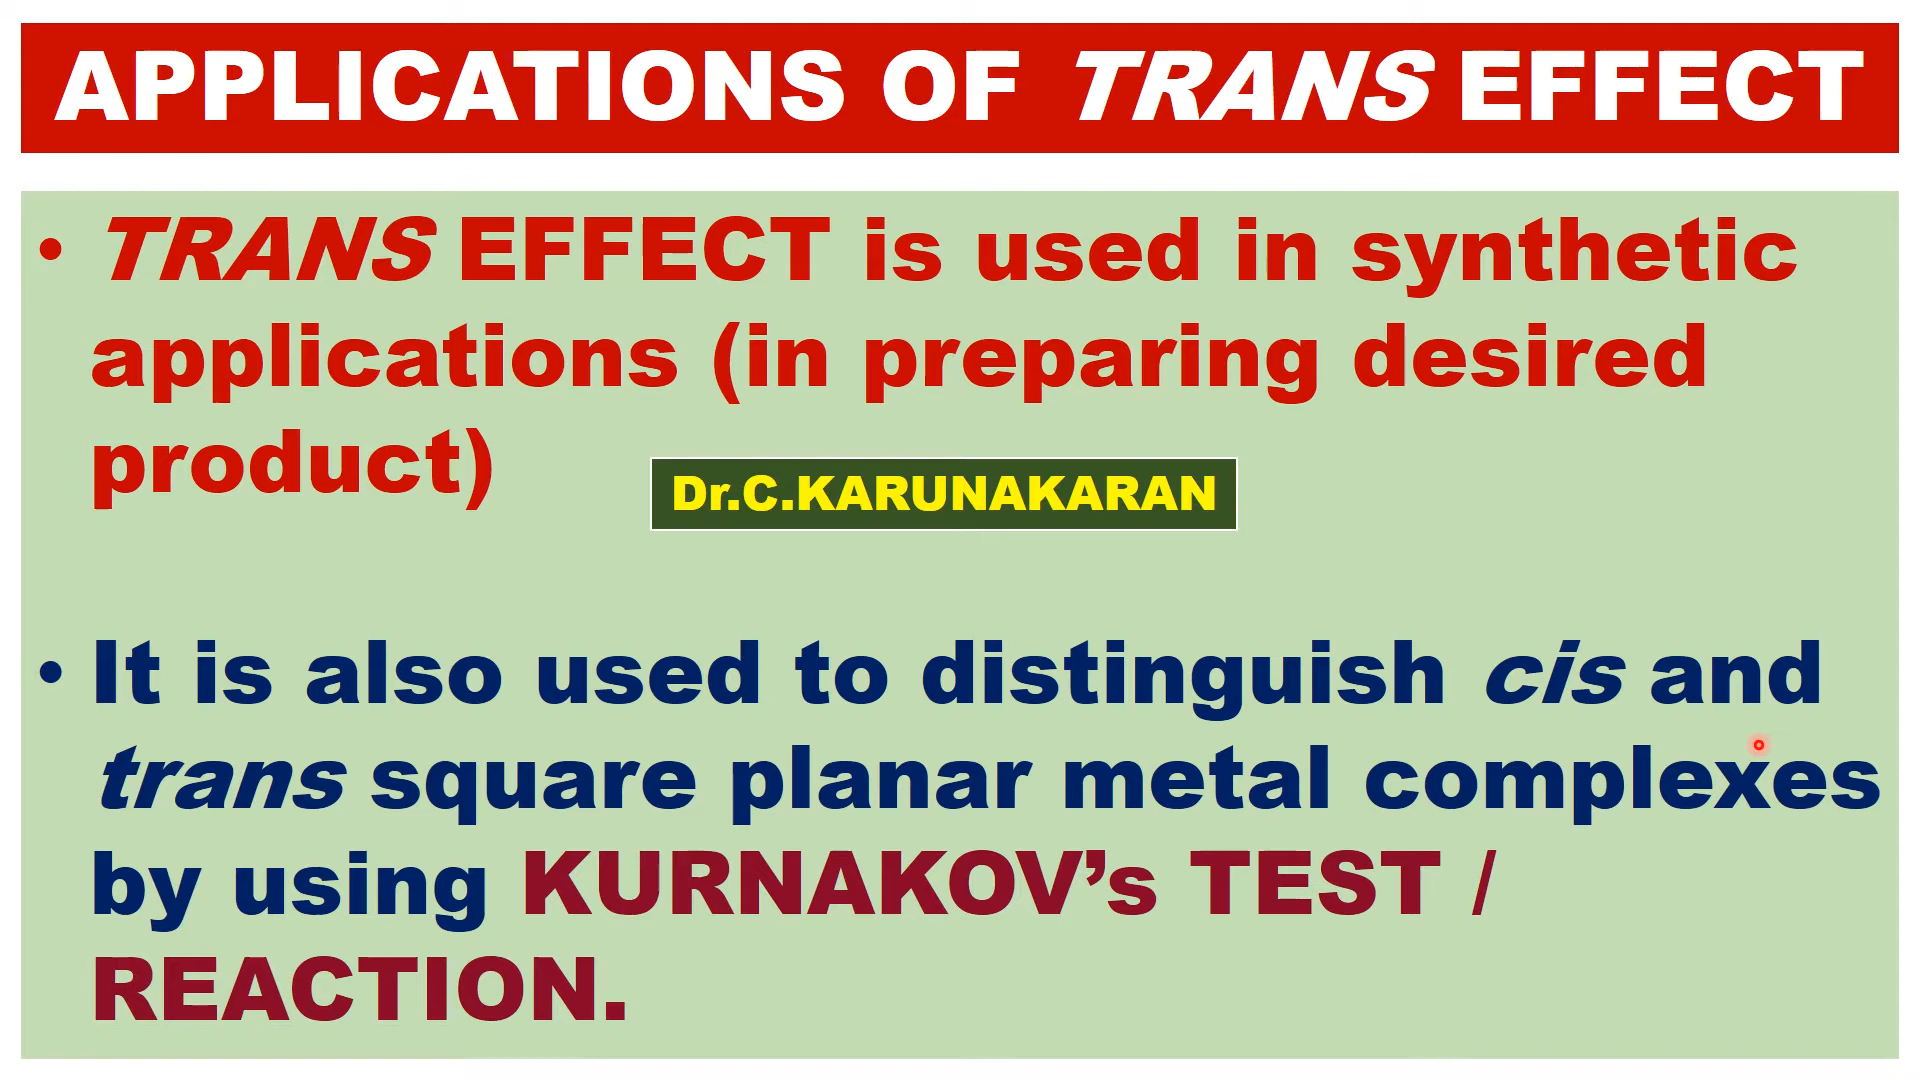 APPLICATIONS OF TRANS EFFECT
• TRANS EFFECT is used in synthetic
applications (in preparing desired
product)
Dr.C.KARUNAKARAN
• It is also used to distinguish cis and
trans square planar metal complexes
by using KURNAKOV’s TEST /
REACTION.